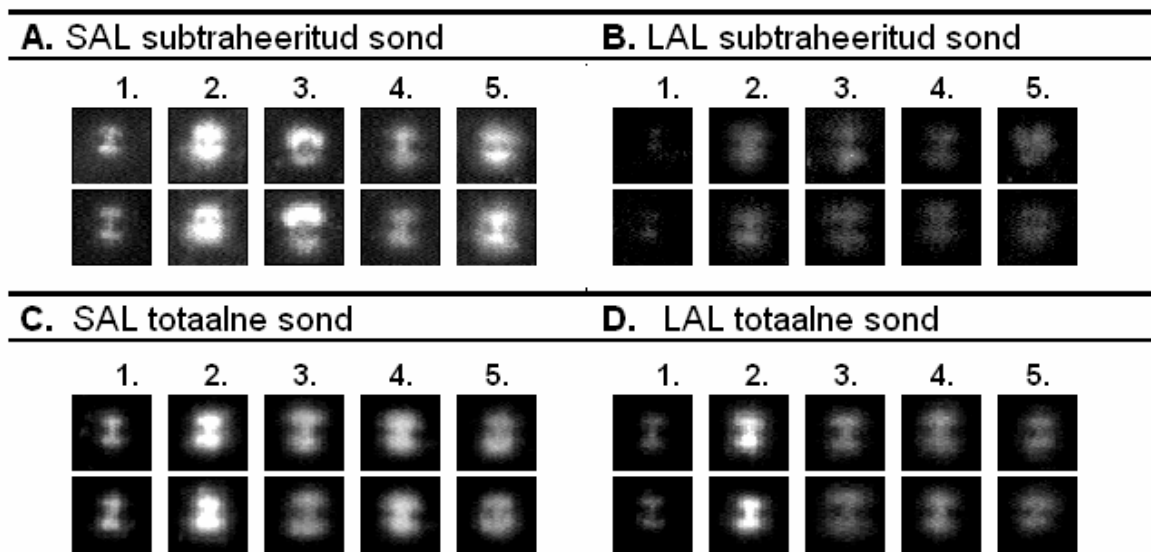 A. SAL subtraheeritud sond
B. LAL subtraheeritud sond
1. 2. 3. 4. 5.
1. 2. 3. 4. 5.
C. SAL totaalne sond
D. LAL totaalne sond
1. 2. 3. 4. 5.
1. 2. 3. 4. 5.